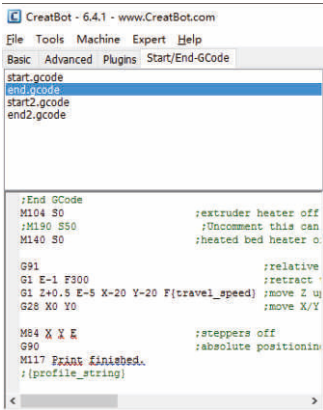 CreatBot - 6.4.1 - www.CreatBot.com
File Tools Machine Expert Help
Basic Advanced Plugins Start/End-GCode
start.gcode
end.gcode
start2.gcode
end2.gcode
;End GCode
M104 S0 ;extruder heater off
;M190 S50 ;Uncomment this can
M140 S0 ;heated bed heater
G91 ;relative
G1 E-1 F300 ;retract
G1 Z+0.5 E-5 X-20 Y-20 F{travel_speed} ;move Z
G28 X0 Y0 ;move X/Y
M84 X Y E ;steppers off
G90 ;absolute positioning
M117 Print finished.
;{profile_string}